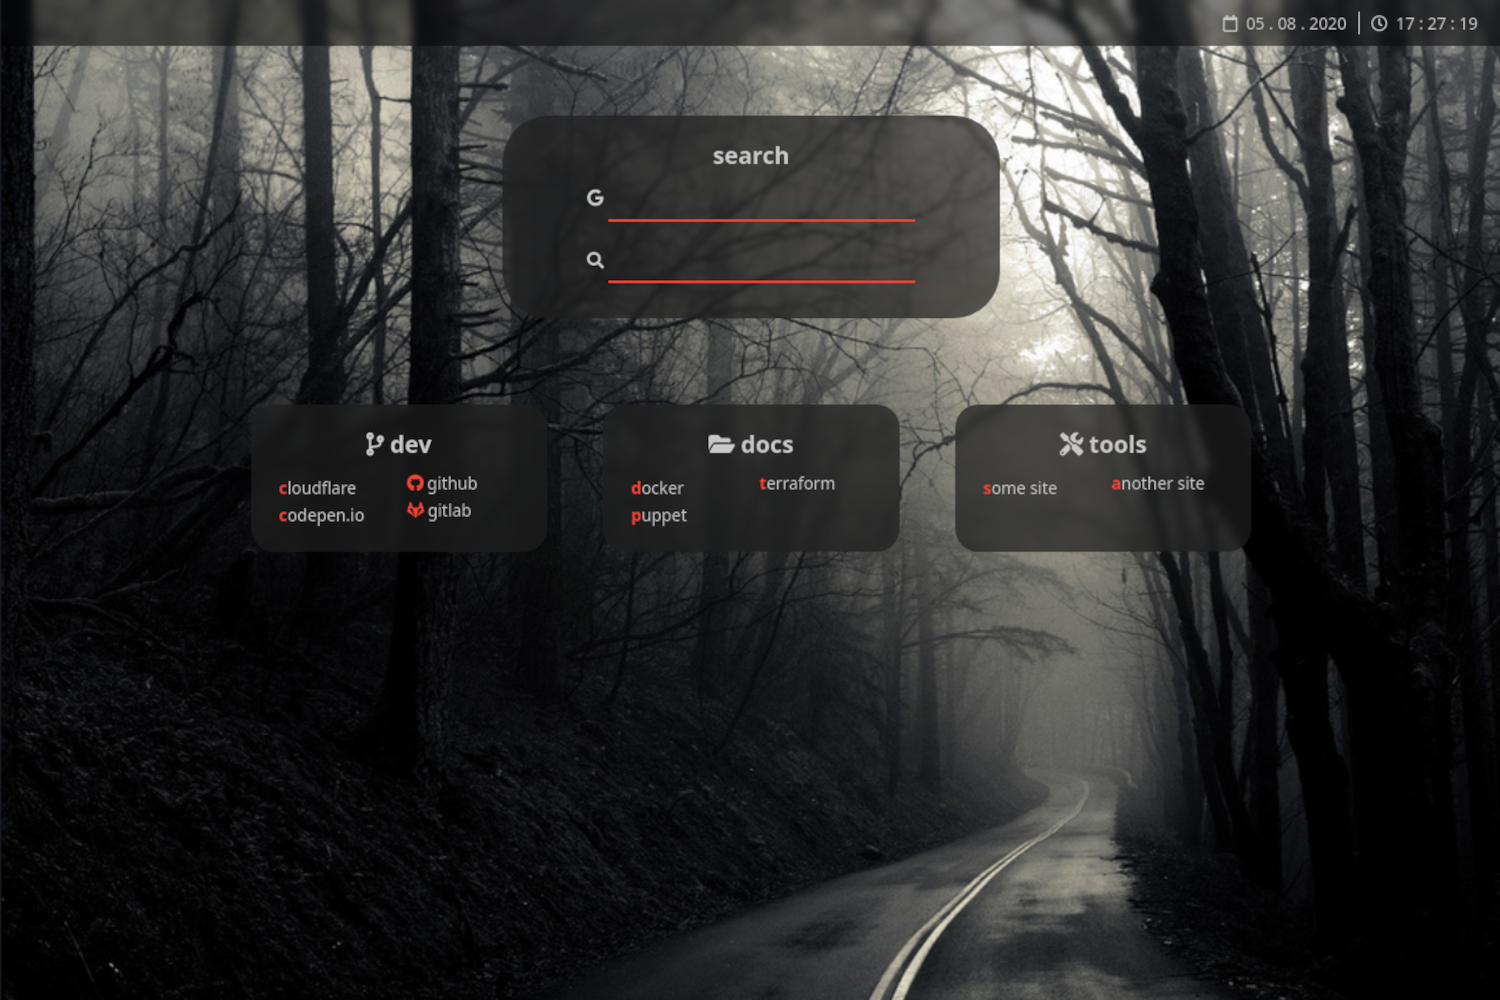 05.08.2020 | 17:27:19
search
G
dev
cloudflare
github
codepen.io
gitlab
docs
docker
terraform
puppet
tools
some site
another site